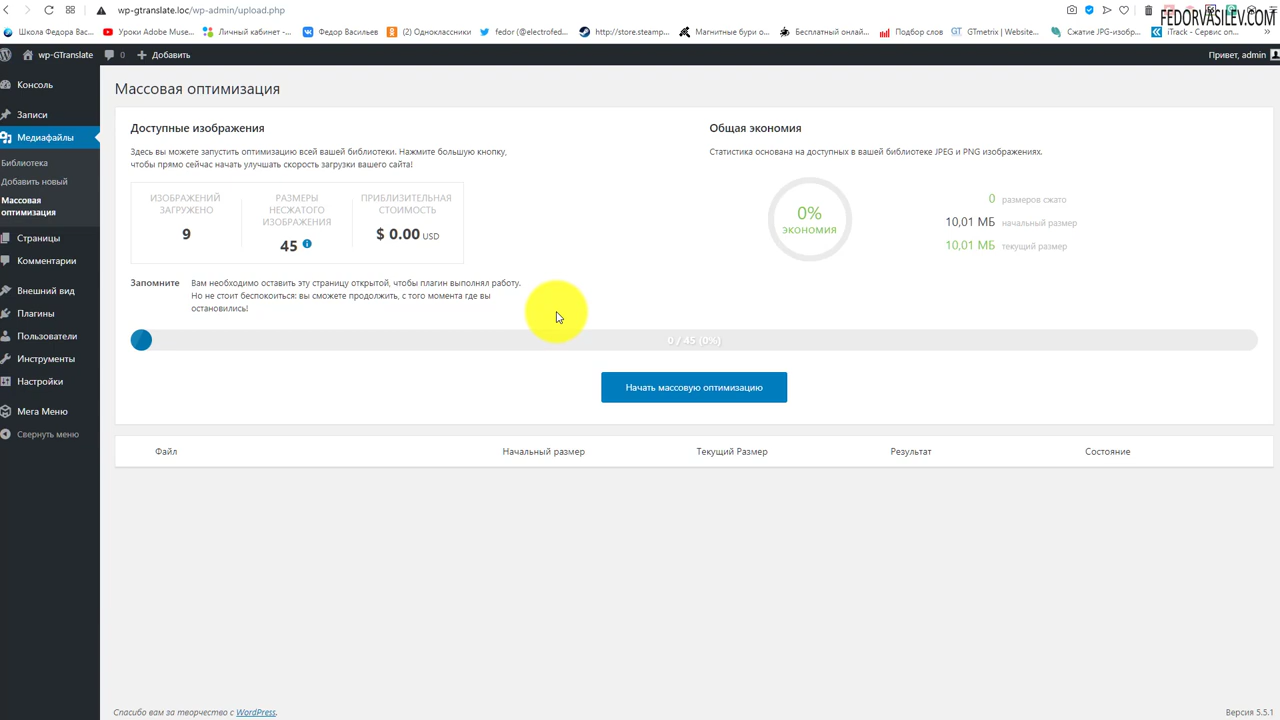 wp-gtranslate.loc/wp-admin/upload.php
FEDORVASILEV.COM
Школа Федора Вас...
Уроки Adobe Muse...
Личный кабинет -...
Федор Васильев
(2) Одноклассники
fedor (@electrofed...
http://store.steamp...
Магнитные бури о...
Бесплатный онлай...
Подбор слов
GTmetrix | Website...
Сжатие JPG-изобр...
iTrack - Сервис оп...
wp-GTranslate
0
Добавить
Привет, admin
Консоль
Записи
Медиафайлы
Библиотека
Добавить новый
Массовая
оптимизация
Страницы
Комментарии
Внешний вид
Плагины
Пользователи
Инструменты
Настройки
Мега Меню
Свернуть меню
Массовая оптимизация
Доступные изображения
Здесь вы можете запустить оптимизацию всей вашей библиотеки. Нажмите большую кнопку,
чтобы прямо сейчас начать улучшать скорость загрузки вашего сайта!
ИЗОБРАЖЕНИЙ
ЗАГРУЖЕНО
9
РАЗМЕРЫ
НЕСЖАТОГО
ИЗОБРАЖЕНИЯ
45
ПРИБЛИЗИТЕЛЬНАЯ
СТОИМОСТЬ
$ 0.00 USD
Общая экономия
Статистика основана на доступных в вашей библиотеке JPEG и PNG изображениях.
0%
экономия
0 размеров сжато
10,01 МБ начальный размер
10,01 МБ текущий размер
Запомните
Вам необходимо оставить эту страницу открытой, чтобы плагин выполнял работу.
Но не стоит беспокоиться: вы сможете продолжить, с того момента где вы
остановились!
0 / 45 (0%)
Начать массовую оптимизацию
Файл
Начальный размер
Текущий Размер
Результат
Состояние
Спасибо вам за творчество с WordPress.
Версия 5.5.1